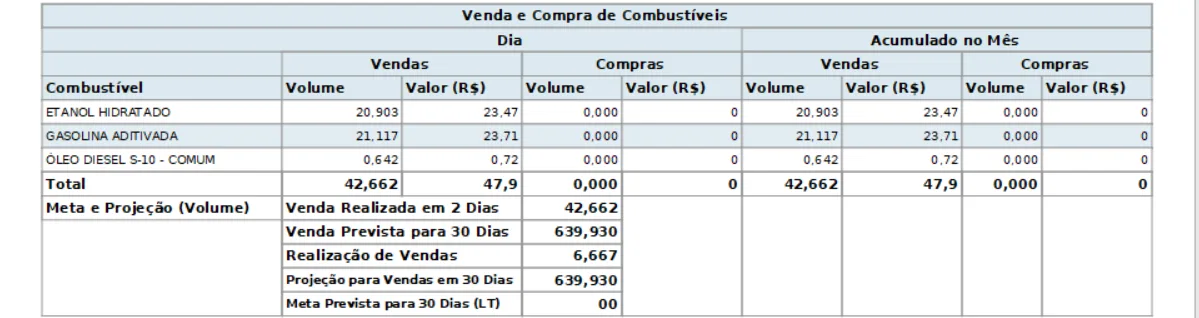 Venda e Compra de Combustíveis
Dia Acumulado no Mês
Vendas Compras Vendas Compras
Combustível Volume Valor (R$) Volume Valor (R$) Volume Valor (R$) Volume Valor (R$)
ETANOL HIDRATADO 20,903 23,47 0,000 0 20,903 23,47 0,000 0
GASOLINA ADITIVADA 21,117 23,71 0,000 0 21,117 23,71 0,000 0
ÓLEO DIESEL S-10 - COMUM 0,642 0,72 0,000 0 0,642 0,72 0,000 0
Total 42,662 47,9 0,000 0 42,662 47,9 0,000 0
Meta e Projeção (Volume) Venda Realizada em 2 Dias 42,662
Venda Prevista para 30 Dias 639,930
Realização de Vendas 6,667
Projeção para Vendas em 30 Dias 639,930
Meta Prevista para 30 Dias (LT) 00